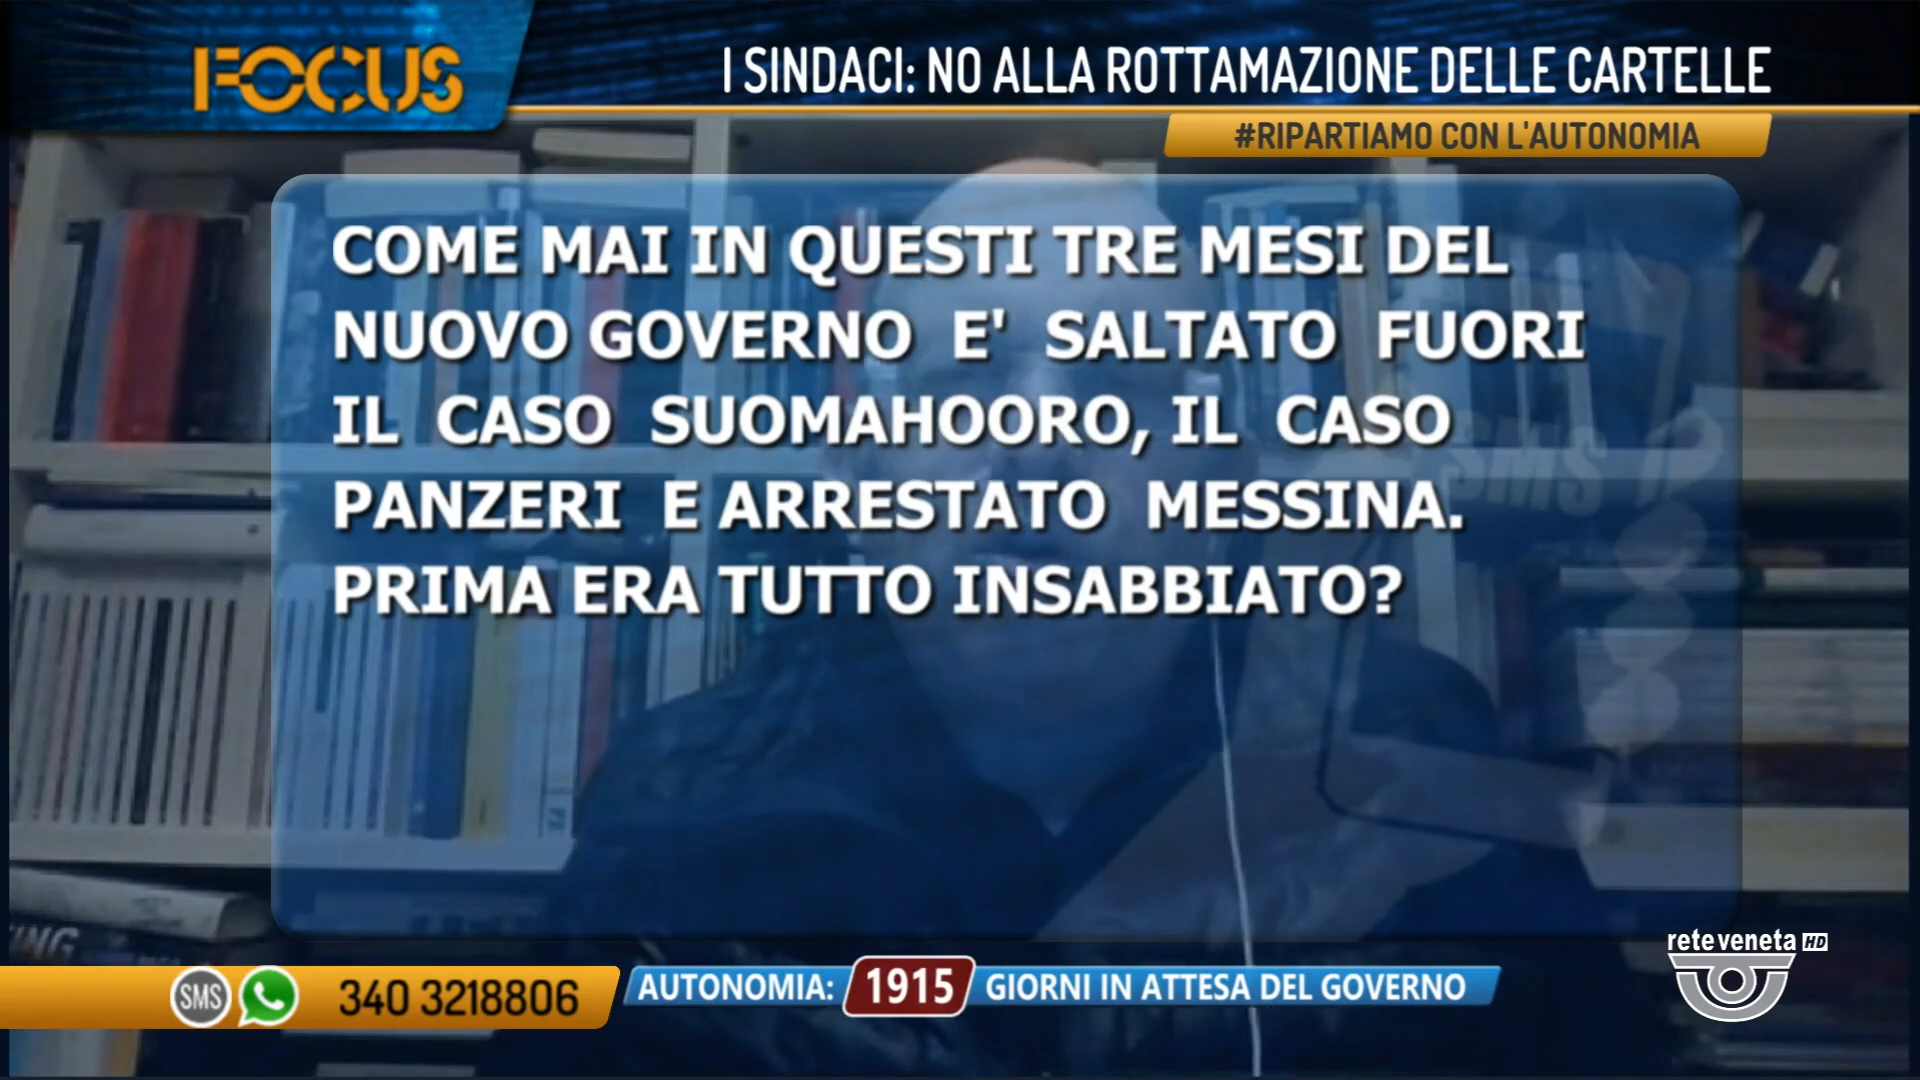 FOCUS
I SINDACI: NO ALLA ROTTAMAZIONE DELLE CARTELLE
#RIPARTIAMO CON L'AUTONOMIA
COME MAI IN QUESTI TRE MESI DEL
NUOVO GOVERNO E' SALTATO FUORI
IL CASO SUOMAHOORO, IL CASO
PANZERI E ARRESTATO MESSINA.
PRIMA ERA TUTTO INSABBIATO?
SMS
reteveneta HD
SMS
340 3218806
AUTONOMIA: 1915 GIORNI IN ATTESA DEL GOVERNO